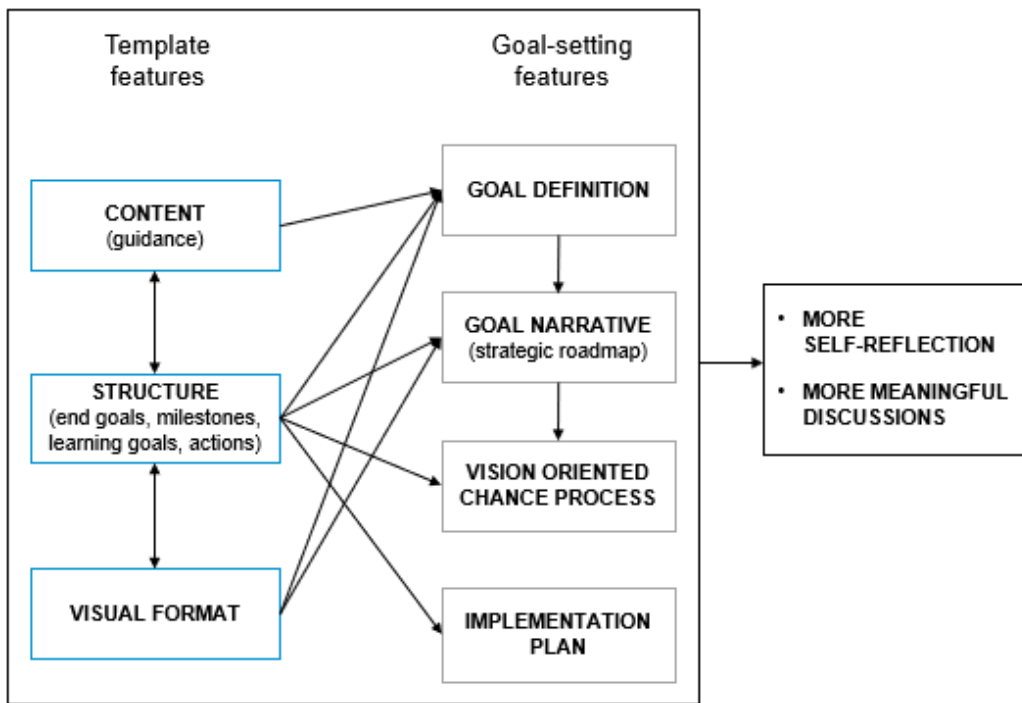 Template
features
Goal-setting
features
CONTENT
(guidance)
STRUCTURE
(end goals, milestones,
learning goals, actions)
VISUAL FORMAT
GOAL DEFINITION
GOAL NARRATIVE
(strategic roadmap)
VISION ORIENTED
CHANCE PROCESS
IMPLEMENTATION
PLAN
• MORE
SELF-REFLECTION
• MORE MEANINGFUL
DISCUSSIONS